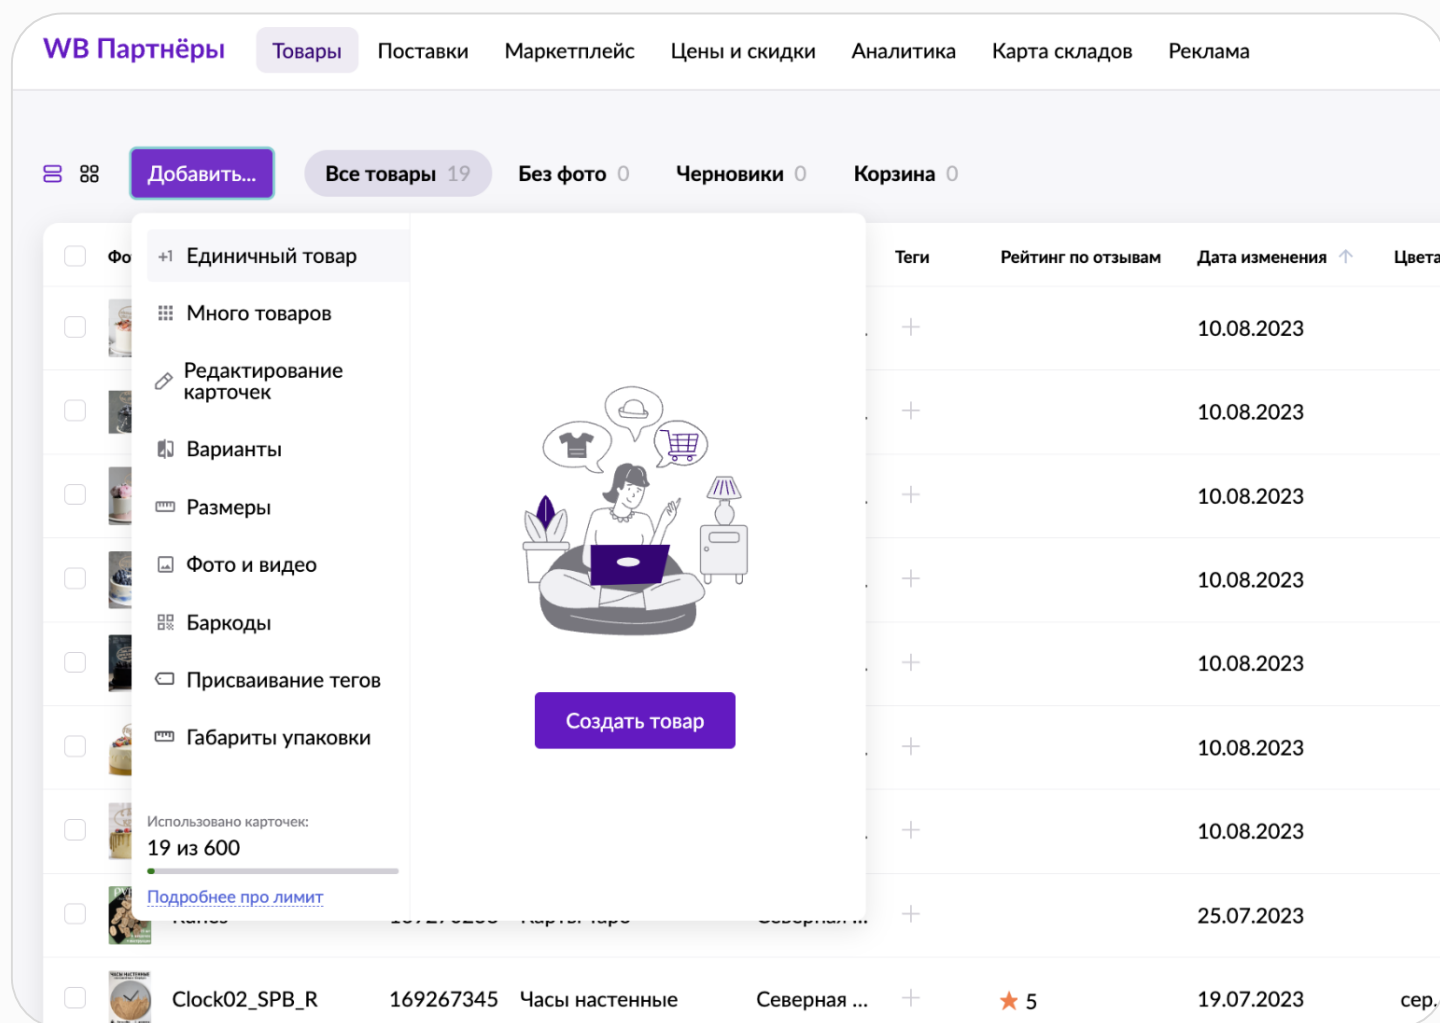 WB Партнёры Товары Поставки Маркетплейс Цены и скидки Аналитика Карта складов Реклама
Добавить... Все товары 19 Без фото 0 Черновики 0 Корзина 0
Теги Рейтинг по отзывам Дата изменения
+1 Единичный товар
Много товаров
Редактирование
карточек
Варианты
Размеры
Фото и видео
Баркоды
Присваивание тегов
Габариты упаковки
Использовано карточек:
19 из 600
Подробнее про лимит
Создать товар
10.08.2023
10.08.2023
10.08.2023
10.08.2023
10.08.2023
10.08.2023
10.08.2023
25.07.2023
Clock02_SPB_R 169267345 Часы настенные Северная ... 5 19.07.2023